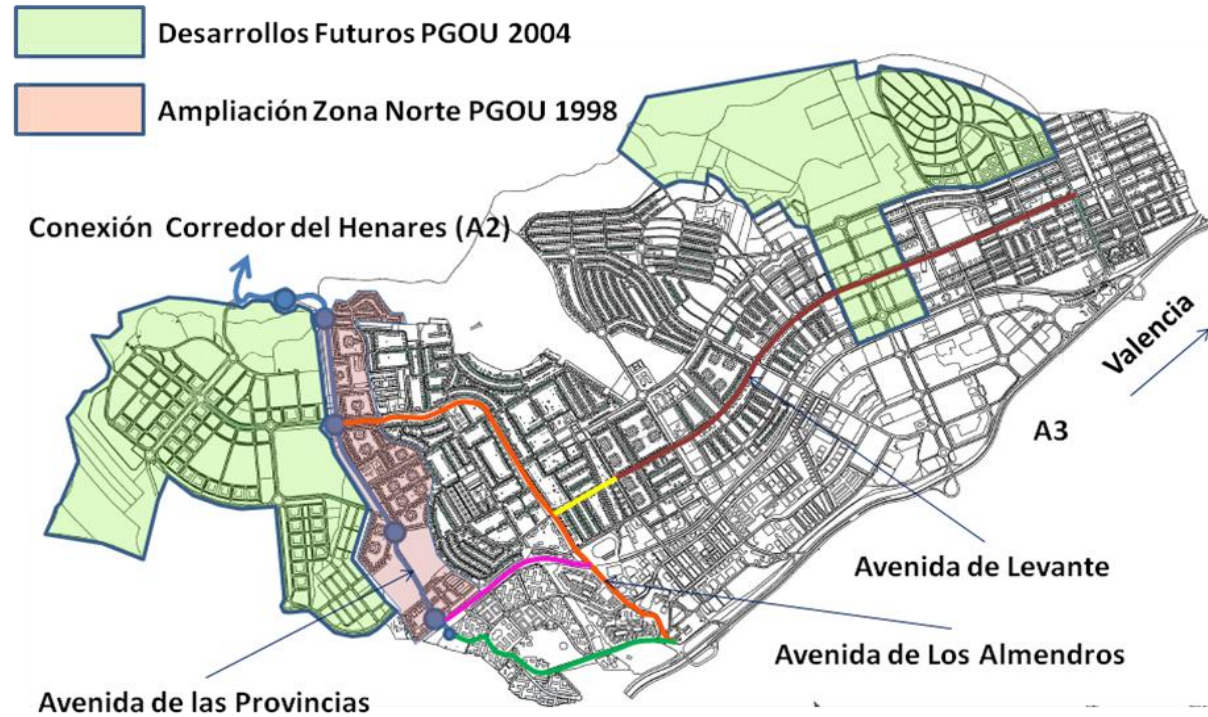 Desarrollos Futuros PGOU 2004
Ampliación Zona Norte PGOU 1998
Conexión Corredor del Henares (A2)
Valencia
A3
Avenida de Levante
Avenida de Los Almendros
Avenida de las Provincias